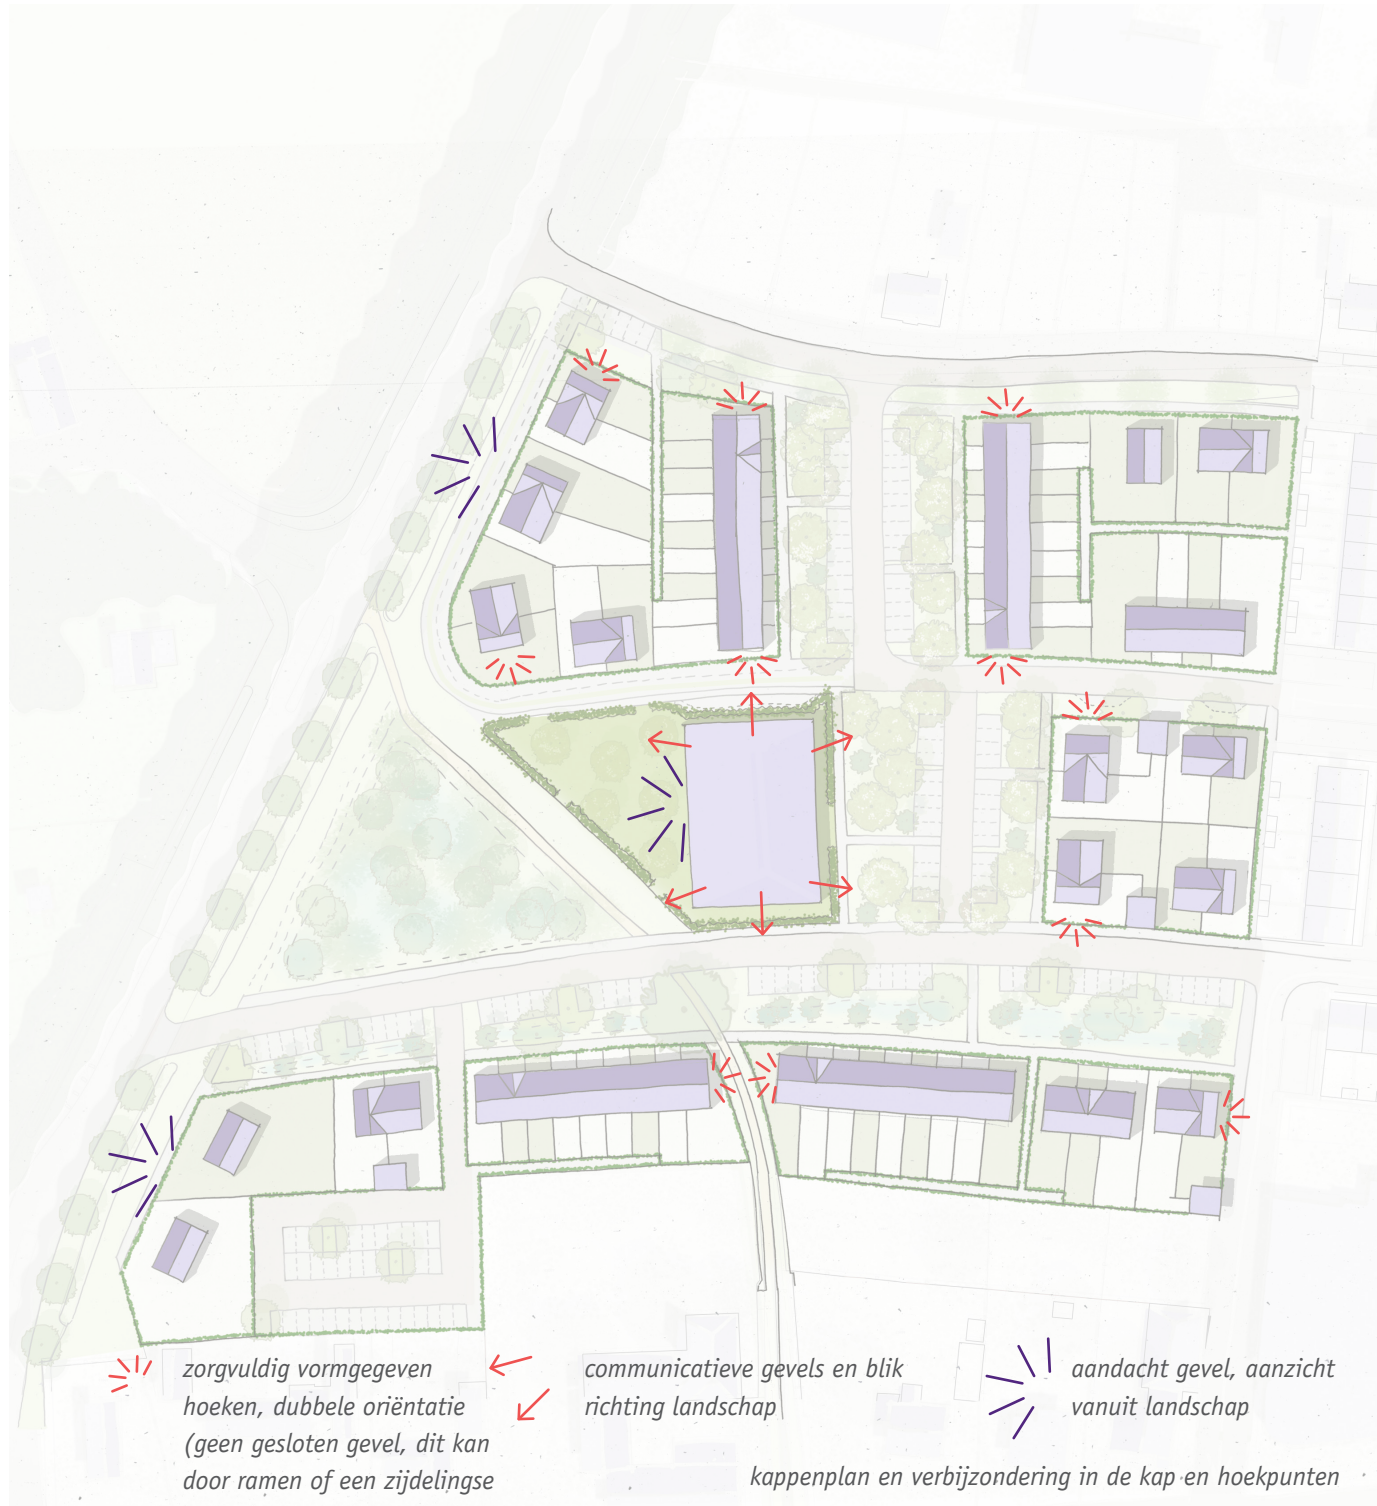 zorgvuldig vormgegeven
hoeken, dubbele oriëntatie
(geen gesloten gevel, dit kan
door ramen of een zijdelingse
communicatieve gevels en blik
richting landschap
aandacht gevel, aanzicht
vanuit landschap
kappenplan en verbijzondering in de kap en hoekpunten